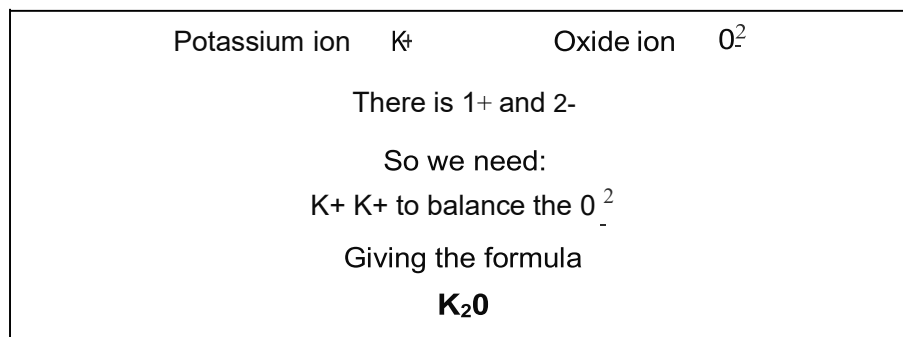 Potassium ion K+ Oxide ion 0²-
There is 1+ and 2-
So we need:
K+ K+ to balance the 0 ²-
Giving the formula
K₂0